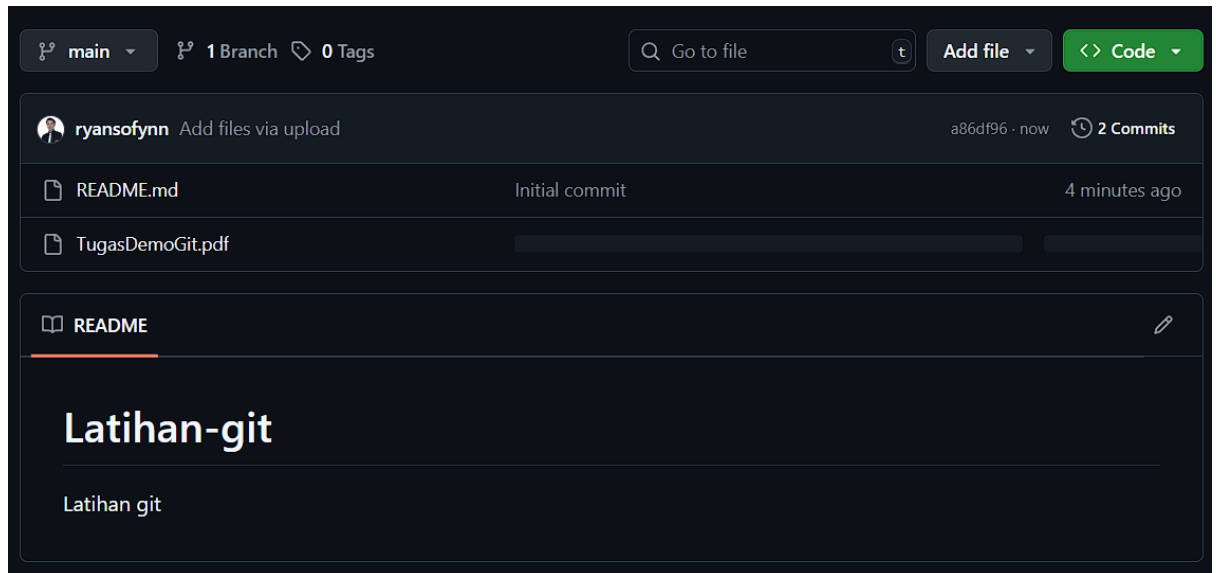 main 1 Branch 0 Tags Go to file t Add file <> Code
ryansofynn Add files via upload a86df96 · now 2 Commits
README.md Initial commit 4 minutes ago
TugasDemoGit.pdf
README
Latihan-git
Latihan git